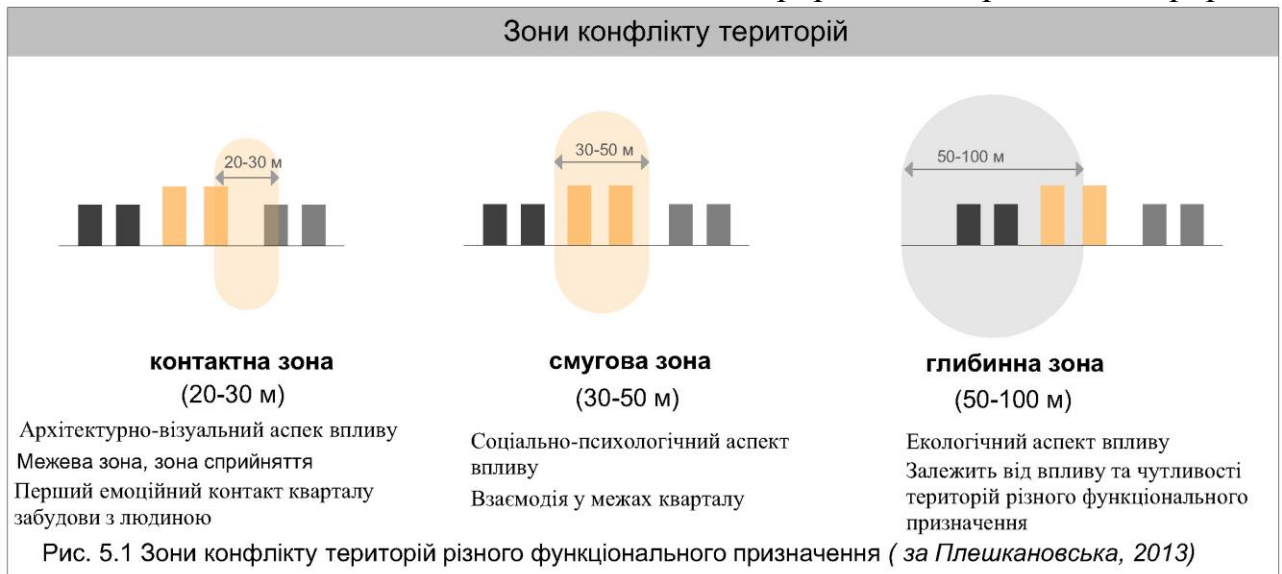 Зони конфлікту територій
20-30 м
30-50 м
50-100 м
контактна зона
(20-30 м)
Архітектурно-візуальний аспек впливу
Межева зона, зона сприйняття
Перший емоційний контакт кварталу
забудови з людиною
смугова зона
(30-50 м)
Соціально-психологічний аспект
впливу
Взаємодія у межах кварталу
глибинна зона
(50-100 м)
Екологічний аспект впливу
Залежить від впливу та чутливості
територій різного функціонального
призначення
Рис. 5.1 Зони конфлікту територій різного функціонального призначення ( за Плешкановська, 2013)